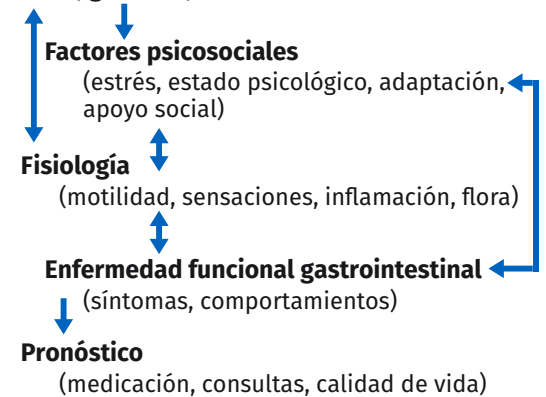 Factores psicosociales
(estrés, estado psicológico, adaptación,
apoyo social)
Fisiología
(motilidad, sensaciones, inflamación, flora)
Enfermedad funcional gastrointestinal
(síntomas, comportamientos)
Pronóstico
(medicación, consultas, calidad de vida)